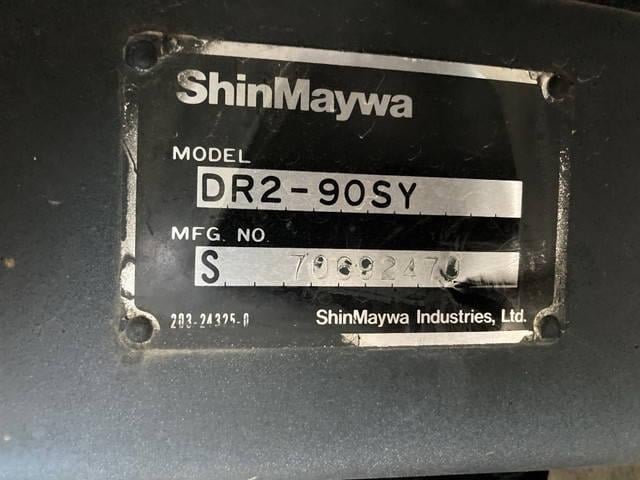 ShinMaywa
MODEL
DR2-90SY
MFG. NO.
S
203-24325-0
ShinMaywa Industries, Ltd.